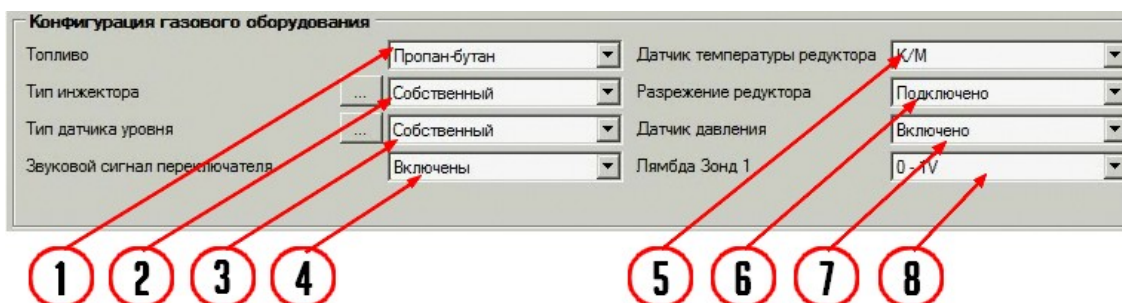 Конфигурация газового оборудования
Топливо Пропан-бутан Датчик температуры редуктора K/M
Тип инжектора ... Собственный Разрежение редуктора Подключено
Тип датчика уровня ... Собственный Датчик давления Включено
Звуковой сигнал переключателя Включены Лямбда Зонд 1 0 - 1V
1 2 3 4 5 6 7 8